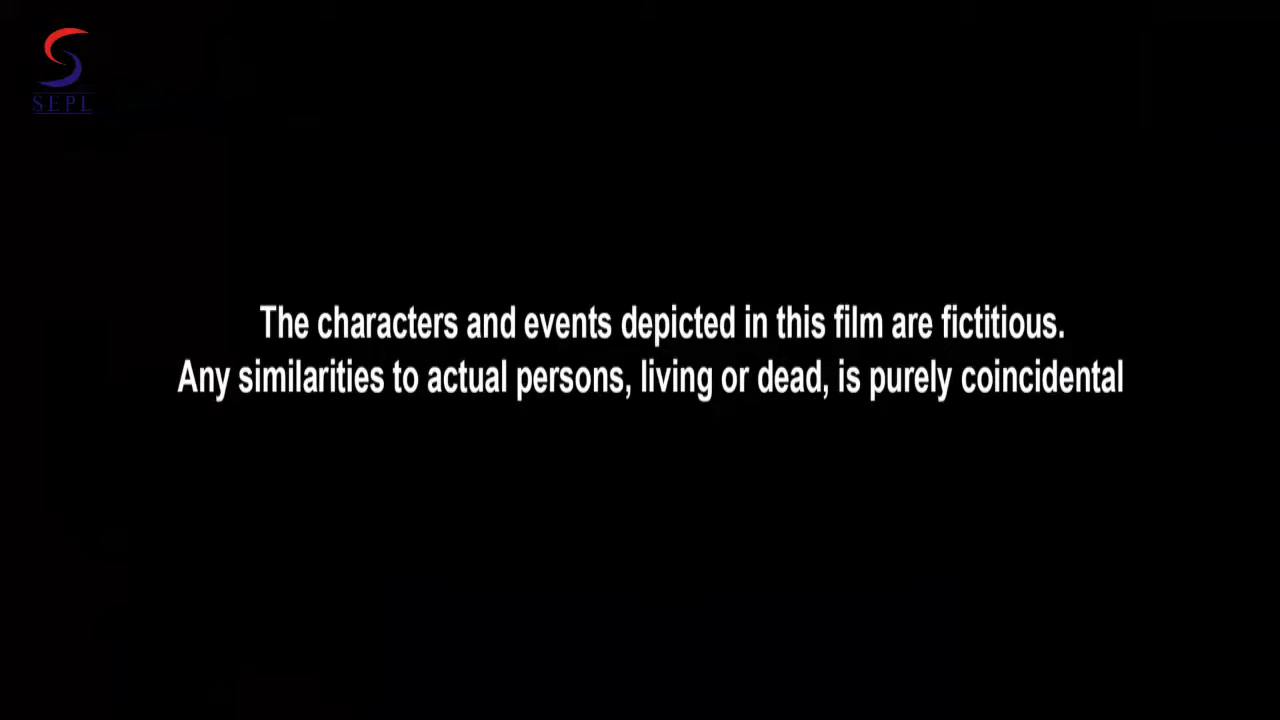 SEPL
The characters and events depicted in this film are fictitious.
Any similarities to actual persons, living or dead, is purely coincidental